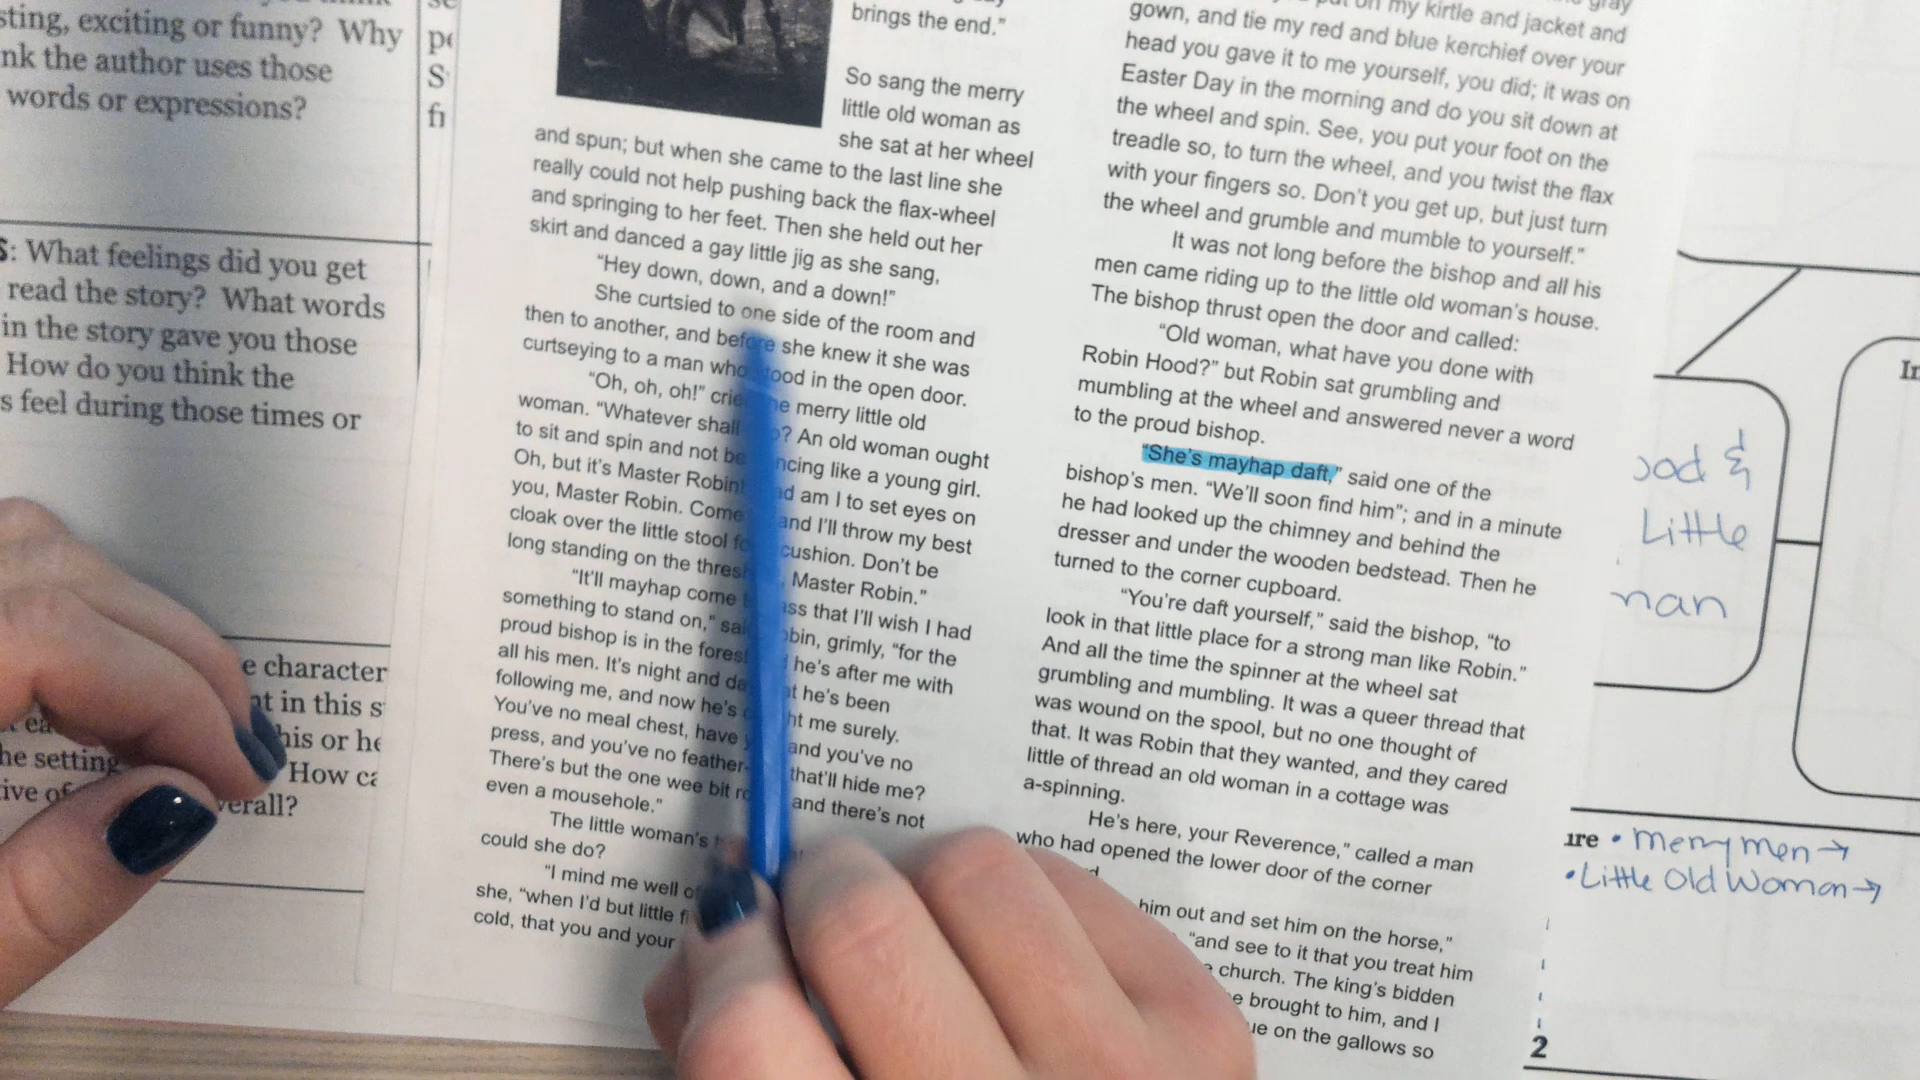 sting, exciting or funny? Why
nk the author uses those
words or expressions?
S: What feelings did you get
read the story? What words
in the story gave you those
How do you think the
s feel during those times or
e character
nt in this s
his or he
he setting
How ca
ive of
verall?
brings the end.”
So sang the merry
little old woman as
she sat at her wheel
and spun; but when she came to the last line she
really could not help pushing back the flax-wheel
and springing to her feet. Then she held out her
skirt and danced a gay little jig as she sang,
“Hey down, down, and a down!”
She curtsied to one side of the room and
then to another, and before she knew it she was
curtseying to a man who stood in the open door.
“Oh, oh, oh!” crie he merry little old
woman. “Whatever shall o? An old woman ought
to sit and spin and not be ncing like a young girl.
Oh, but it’s Master Robin! ad am I to set eyes on
you, Master Robin. Come and I’ll throw my best
cloak over the little stool fo cushion. Don’t be
long standing on the thresh , Master Robin.”
“It’ll mayhap come ass that I’ll wish I had
something to stand on,” sai obin, grimly, “for the
proud bishop is in the forest he’s after me with
all his men. It’s night and da t he’s been
following me, and now he’s ht me surely.
You’ve no meal chest, have and you’ve no
press, and you’ve no feather- that’ll hide me?
There’s but the one wee bit ro and there’s not
even a mousehole.”
The little woman’s
could she do?
“I mind me well o
she, “when I’d but little fi
cold, that you and your
on my kirtle and jacket and
gown, and tie my red and blue kerchief over your
head you gave it to me yourself, you did; it was on
Easter Day in the morning and do you sit down at
the wheel and spin. See, you put your foot on the
treadle so, to turn the wheel, and you twist the flax
with your fingers so. Don’t you get up, but just turn
the wheel and grumble and mumble to yourself.”
It was not long before the bishop and all his
men came riding up to the little old woman’s house.
The bishop thrust open the door and called:
“Old woman, what have you done with
Robin Hood?” but Robin sat grumbling and
mumbling at the wheel and answered never a word
to the proud bishop.
“She’s mayhap daft,” said one of the
bishop’s men. “We’ll soon find him”; and in a minute
he had looked up the chimney and behind the
dresser and under the wooden bedstead. Then he
turned to the corner cupboard.
“You’re daft yourself,” said the bishop, “to
look in that little place for a strong man like Robin.”
And all the time the spinner at the wheel sat
grumbling and mumbling. It was a queer thread that
was wound on the spool, but no one thought of
that. It was Robin that they wanted, and they cared
little of thread an old woman in a cottage was
a-spinning.
He’s here, your Reverence,” called a man
who had opened the lower door of the corner
him out and set him on the horse,”
“and see to it that you treat him
church. The king’s bidden
e brought to him, and I
ue on the gallows so
ood &
Little
man
In
ure • merry men →
• Little Old Woman →
2